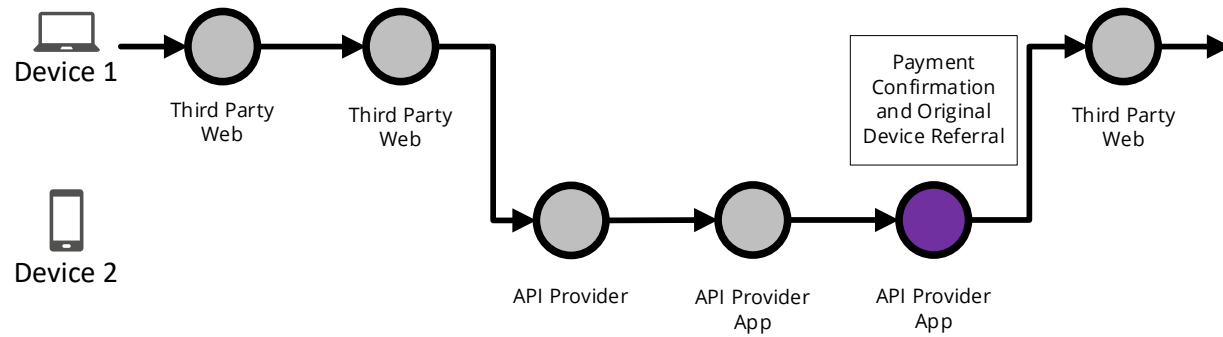 Device 1
Third Party
Web
Third Party
Web
Payment
Confirmation
and Original
Device Referral
Third Party
Web
Device 2
API Provider
API Provider
App
API Provider
App